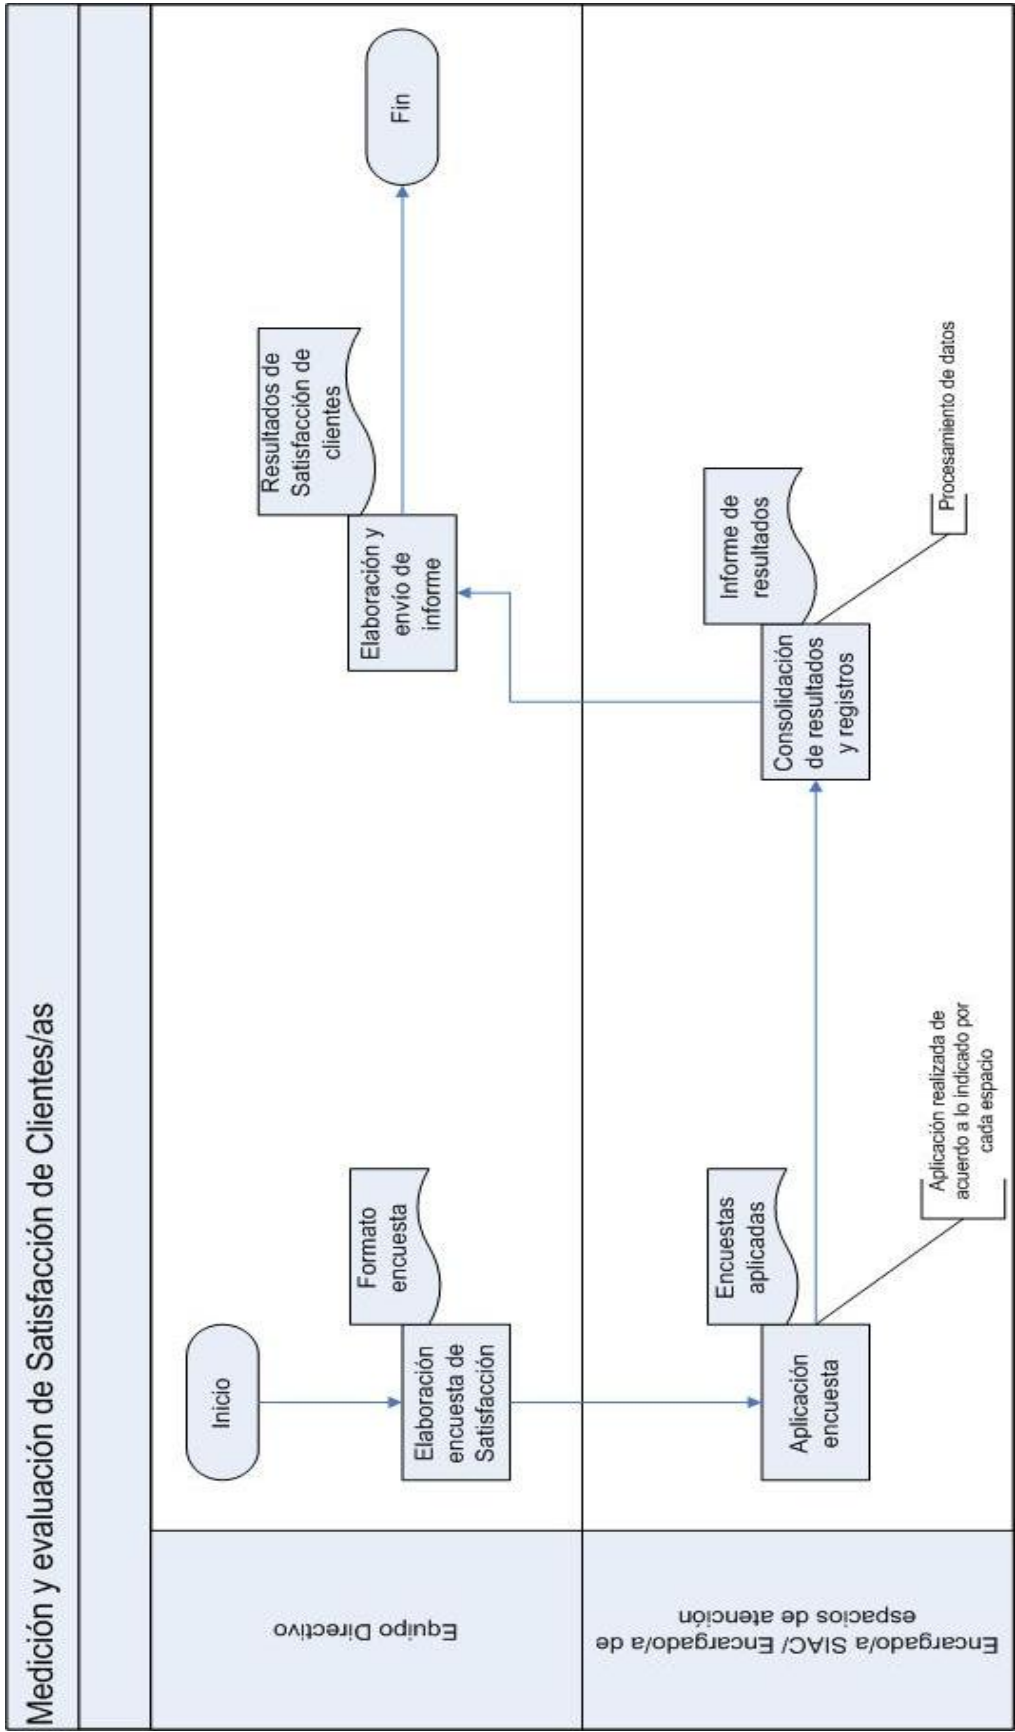 Medición y evaluación de Satisfacción de Clientes/as
Equipo Directivo
Inicio
Elaboración
encuesta de
Satisfacción
Formato
encuesta
Elaboración y
envío de
informe
Resultados de
Satisfacción de
clientes
Fin
Encargado/a SIAC/ Encargado/a de
espacios de atención
Aplicación
encuesta
Encuestas
aplicadas
Aplicación realizada de
acuerdo a lo indicado por
cada espacio
Consolidación
de resultados
y registros
Informe de
resultados
Procesamiento de datos